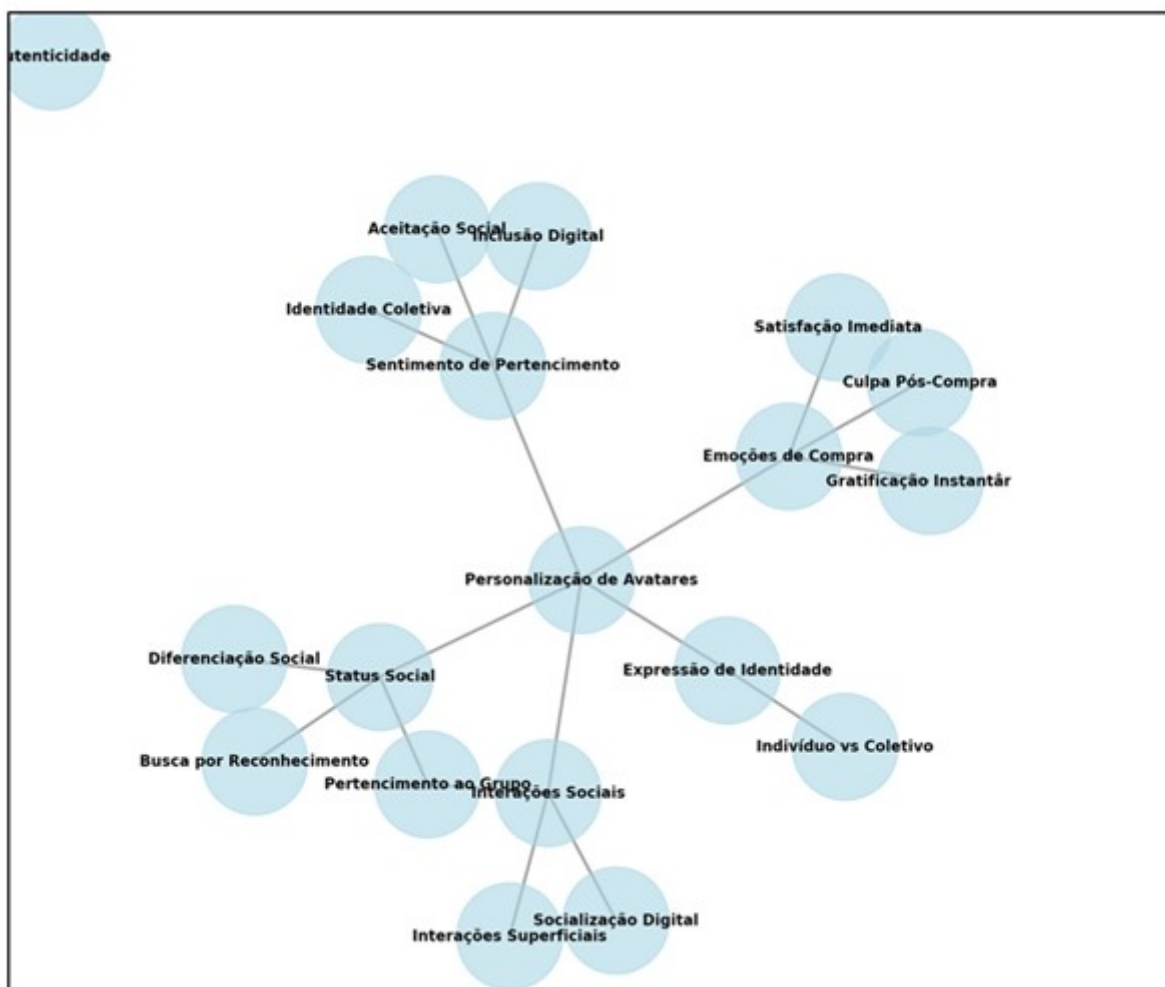 utenticidade
Aceitação Social
Inclusão Digital
Identidade Coletiva
Satisfação Imediata
Sentimento de Pertencimento
Culpa Pós-Compra
Emoções de Compra
Gratificação Instantâr
Personalização de Avatares
Diferenciação Social
Expressão de Identidade
Status Social
Indivíduo vs Coletivo
Busca por Reconhecimento
Pertencimento ao Grupo
Interações Sociais
Socialização Digital
Interações Superficiais